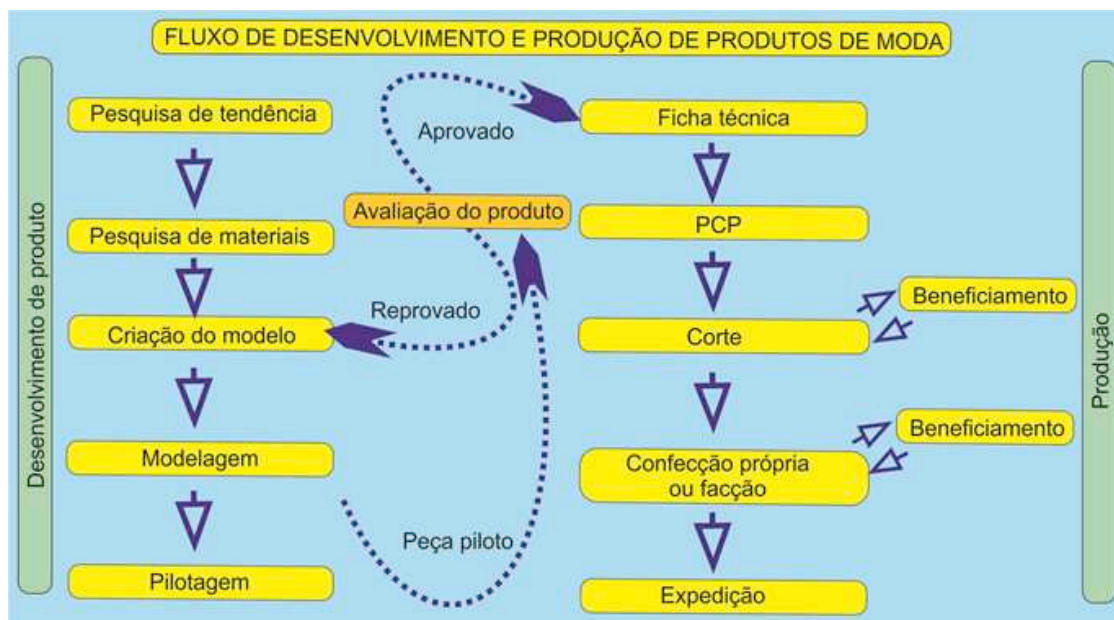 FLUXO DE DESENVOLVIMENTO E PRODUÇÃO DE PRODUTOS DE MODA
Desenvolvimento de produto
Pesquisa de tendência
Pesquisa de materiais
Criação do modelo
Modelagem
Pilotagem
Aprovado
Avaliação do produto
Reprovado
Peça piloto
Ficha técnica
PCP
Corte
Confecção própria
ou facção
Expedição
Beneficiamento
Beneficiamento
Produção